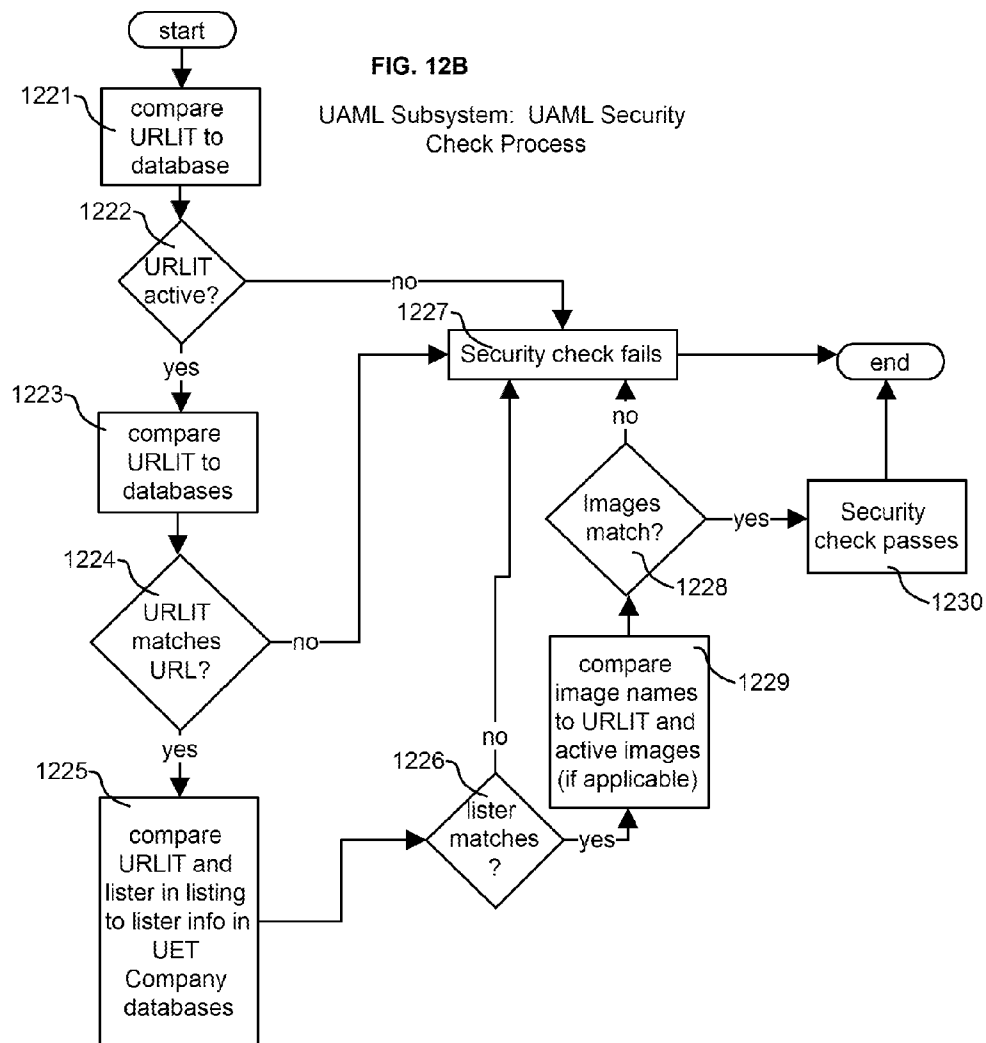 start
FIG. 12B
UAML Subsystem: UAML Security
Check Process
1221
compare
URLIT to
database
1222
URLIT
active?
no
yes
1227
Security check fails
end
1223
compare
URLIT to
databases
no
Images
match?
yes
Security
check passes
1228
1230
1224
URLIT
matches
URL?
no
yes
compare
image names
to URLIT and
active images
(if applicable)
1229
no
1225
compare
URLIT and
lister in listing
to lister info in
UET
Company
databases
1226
lister
matches
?
yes